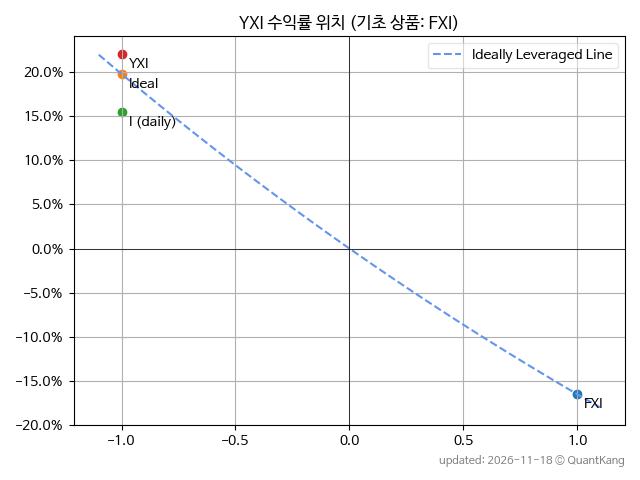 YXI 수익률 위치 (기초 상품: FXI)
Ideally Leveraged Line
YXI
Ideal
I (daily)
FXI
20.0%
15.0%
10.0%
5.0%
0.0%
−5.0%
−10.0%
−15.0%
−20.0%
−1.0
−0.5
0.0
0.5
1.0
updated: 2026-11-18 © QuantKang